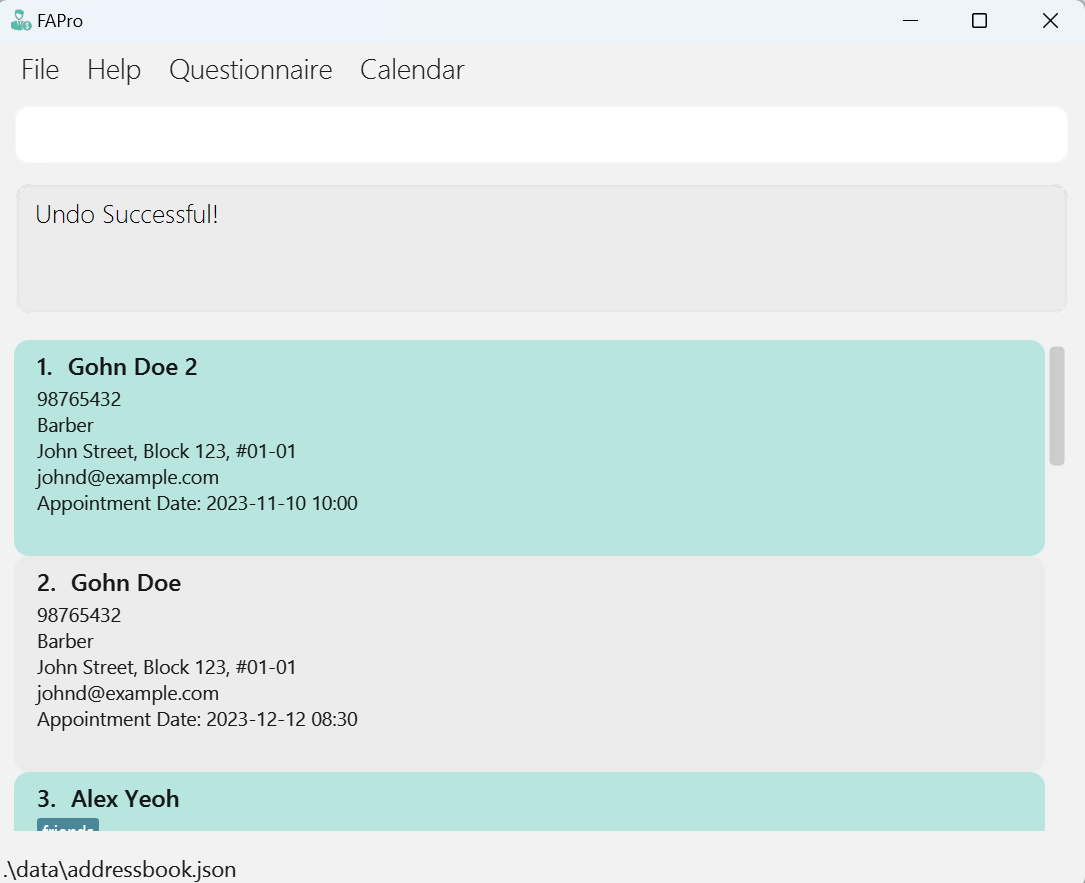 FAPro
File Help Questionnaire Calendar
Undo Successful!
1. Gohn Doe 2
98765432
Barber
John Street, Block 123, #01-01
johnd@example.com
Appointment Date: 2023-11-10 10:00
2. Gohn Doe
98765432
Barber
John Street, Block 123, #01-01
johnd@example.com
Appointment Date: 2023-12-12 08:30
3. Alex Yeoh
friends
.\data\addressbook.json